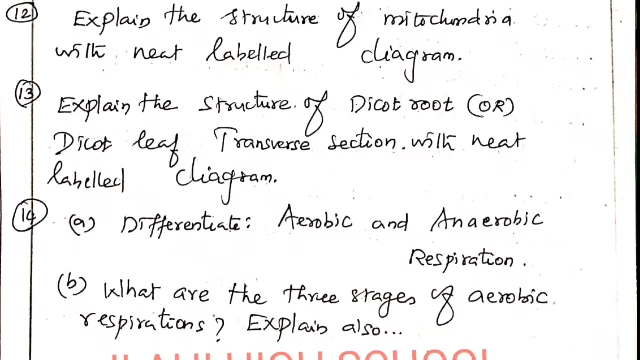 (12) Explain the structure of mitochondria
with neat labelled diagram.
(13) Explain the structure of Dicot root (OR)
Dicot leaf Transverse section. with neat
labelled diagram.
(14) (a) Differentiate: Aerobic and Anaerobic
Respiration.
(b) What are the three stages of aerobic
respirations? Explain also...
HIGH SCHOOL